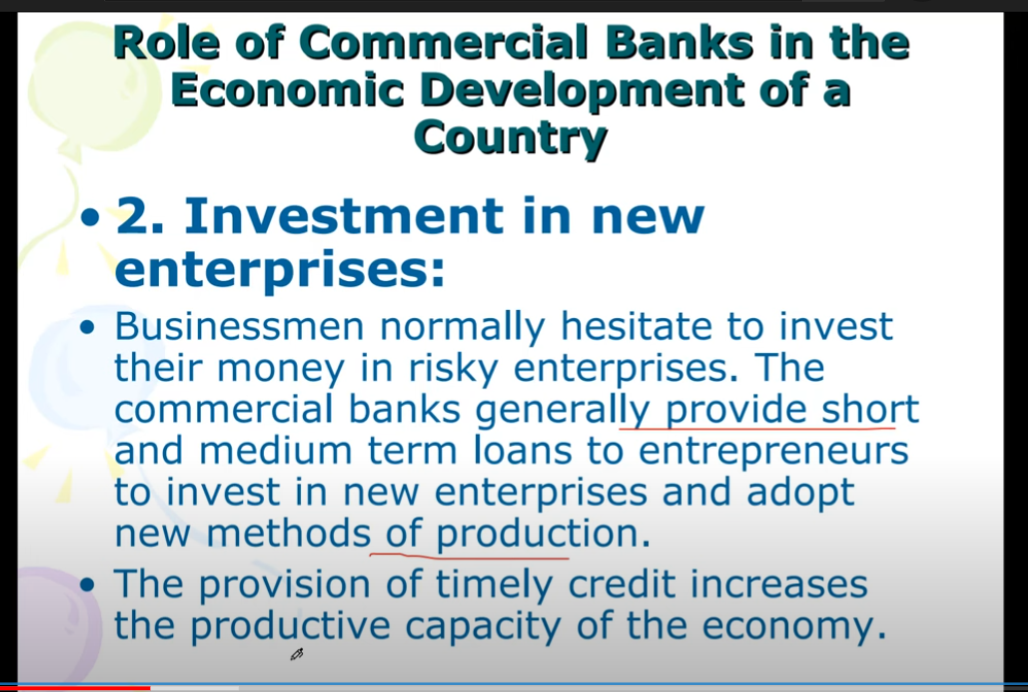 Role of Commercial Banks in the
Economic Development of a
Country
• 2. Investment in new
enterprises:
• Businessmen normally hesitate to invest
their money in risky enterprises. The
commercial banks generally provide short
and medium term loans to entrepreneurs
to invest in new enterprises and adopt
new methods of production.
• The provision of timely credit increases
the productive capacity of the economy.